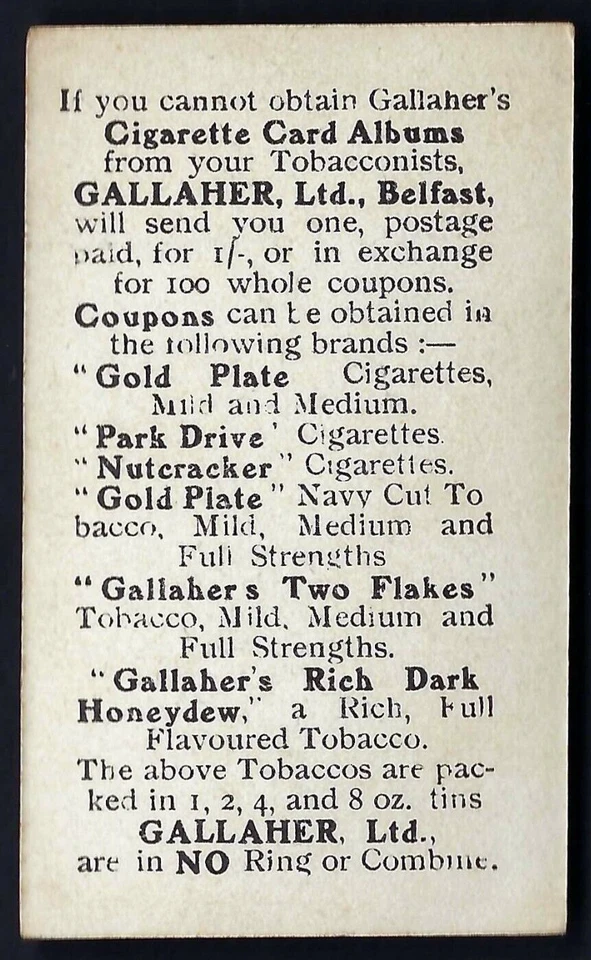 If you cannot obtain Gallaher's
Cigarette Card Albums
from your Tobacconists,
GALLAHER, Ltd., Belfast,
will send you one, postage
paid, for 1/-, or in exchange
for 100 whole coupons.
Coupons can be obtained in
the following brands :—
"Gold Plate Cigarettes,
Mild and Medium.
"Park Drive' Cigarettes.
"Nutcracker" Cigarettes.
"Gold Plate" Navy Cut To
bacco, Mild, Medium and
Full Strengths
"Gallaher s Two Flakes"
Tobacco, Mild, Medium and
Full Strengths.
"Gallaher's Rich Dark
Honeydew," a Rich, Full
Flavoured Tobacco.
The above Tobaccos are pac-
ked in 1, 2, 4, and 8 oz. tins
GALLAHER, Ltd.,
are in NO Ring or Combine.